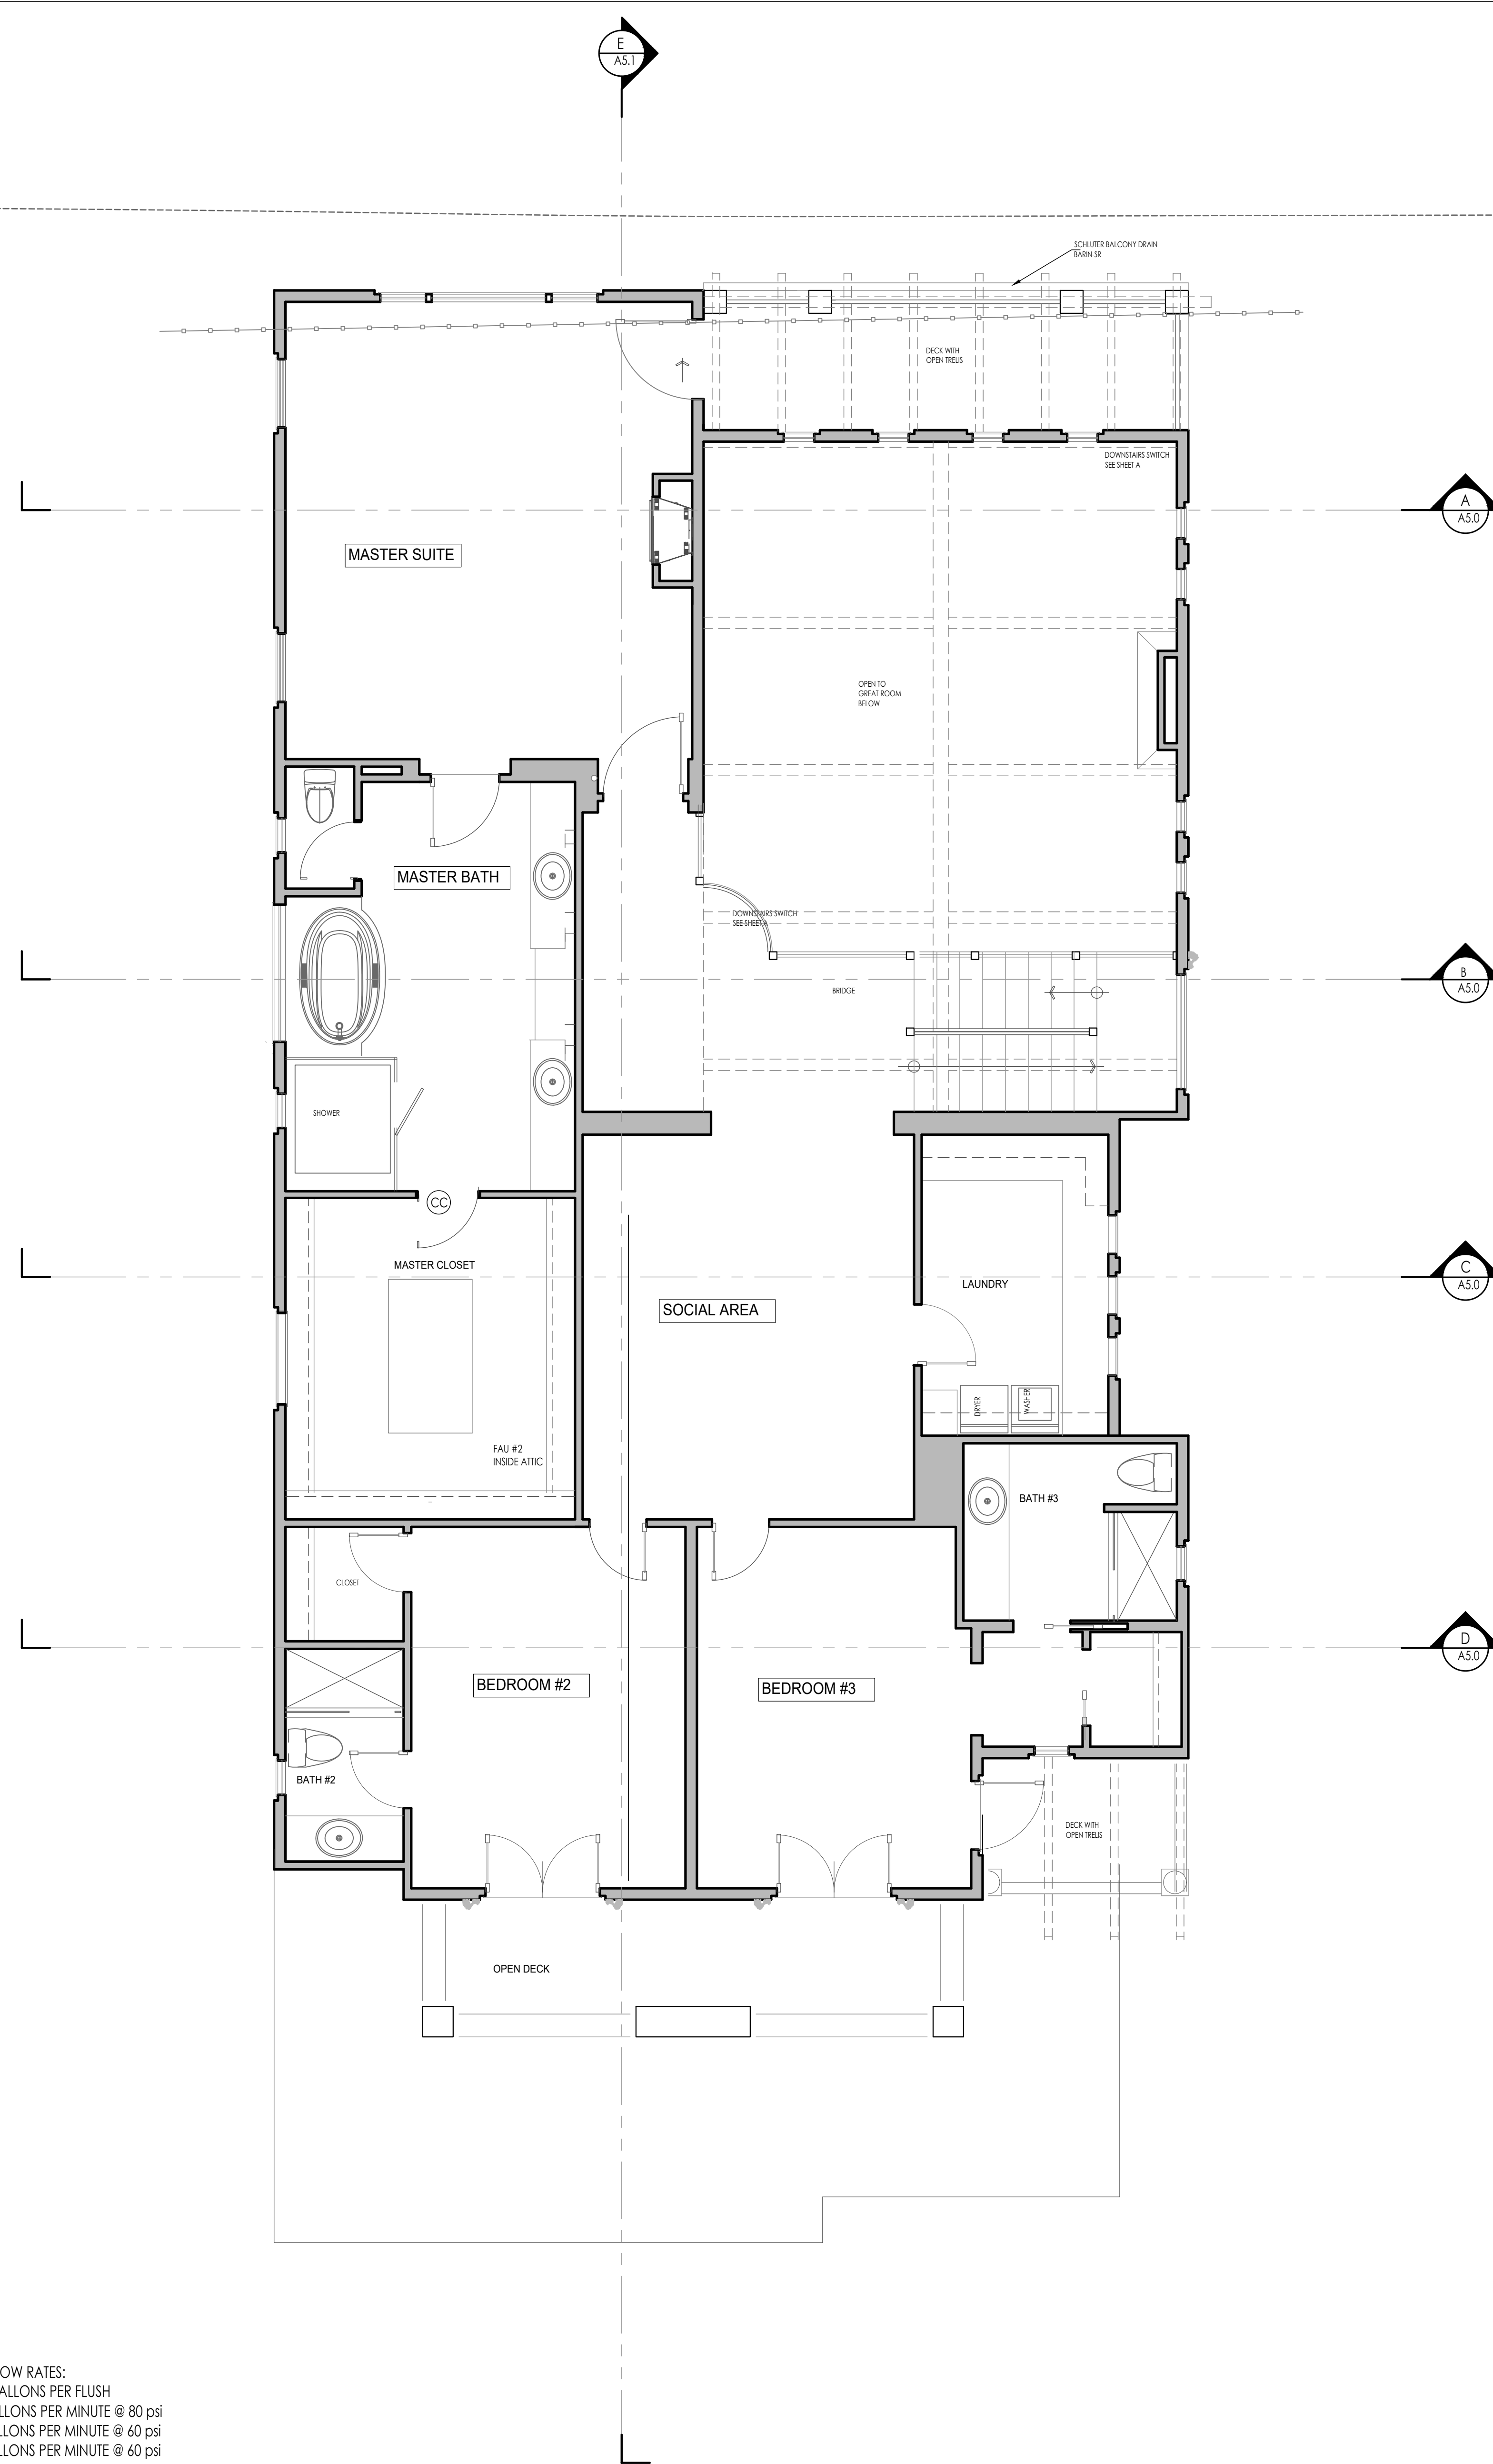 E
A5.1
SCHLUTER BALCONY DRAIN
BARIN-SR
DECK WITH
OPEN TRELIS
DOWNSTAIRS SWITCH
SEE SHEET A
A
A5.0
MASTER SUITE
OPEN TO
GREAT ROOM
BELOW
MASTER BATH
DOWNSTAIRS SWITCH
SEE SHEET A
BRIDGE
B
A5.0
SHOWER
CC
MASTER CLOSET
SOCIAL AREA
LAUNDRY
C
A5.0
DRYER
WASHER
FAU #2
INSIDE ATTIC
BATH #3
CLOSET
D
A5.0
BEDROOM #2
BEDROOM #3
BATH #2
DECK WITH
OPEN TRELIS
OPEN DECK
OW RATES:
ALLONS PER FLUSH
LLONS PER MINUTE @ 80 psi
LLONS PER MINUTE @ 60 psi
LLONS PER MINUTE @ 60 psi